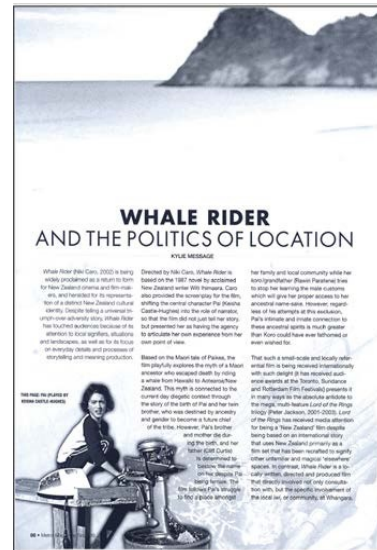 WHALE RIDER
AND THE POLITICS OF LOCATION
KYLIE MESSAGE
Whale Rider (Niki Caro, 2002) is being
widely proclaimed as a return to form
for New Zealand cinema and film mak-
ers, and heralded for its representa-
tion of a distinct New Zealand cultural
identity. Despite telling a universal tri-
umph-over-adversity story, Whale Rider
has touched audiences because of its
attention to local signifiers, situations
and landscapes, as well as for its focus
on everyday details and processes of
storytelling and meaning production.
THIS PAGE: PAI (PLAYED BY
KEISHA CASTLE-HUGHES)
Directed by Niki Caro, Whale Rider is
based on the 1987 novel by acclaimed
New Zealand writer Witi Ihimaera. Caro
also provided the screenplay for the film,
shifting the central character Pai (Keisha
Castle-Hughes) into the role of narrator,
so that the film did not just tell her story,
but presented her as having the agency
to articulate her own experience from her
own point of view.
Based on the Maori tale of Paikea, the
film playfully explores the myth of a Maori
ancestor who escaped death by riding
a whale from Hawaiki to Aotearoa/New
Zealand. This myth is connected to the
current day diegetic context through
the story of the birth of Pai and her twin
brother, who was destined by ancestry
and gender to become a future chief
of the tribe. However, Pai's brother
and mother die dur-
ing the birth, and her
father (Cliff Curtis)
is determined to
bestow the name
on her despite Pai
being female. The
film follows Pai's struggle
to find a place amongst
her family and local community while her
koro/grandfather (Rawiri Paratene) tries
to stop her learning the male customs
which will give her proper access to her
ancestral name-sake. However, regard-
less of his attempts at this exclusion,
Pai's intimate and innate connection to
these ancestral spirits is much greater
than Koro could have ever fathomed or
even wished for.
That such a small-scale and locally refer-
ential film is being received internationally
with such delight (it has received audi-
ence awards at the Toronto, Sundance
and Rotterdam Film Festivals) presents it
in many ways as the absolute antidote to
the mega, multi-feature Lord of the Rings
trilogy (Peter Jackson, 2001-2003). Lord
of the Rings has received media attention
for being a 'New Zealand' film despite
being based on an international story
that uses New Zealand primarily as a
film set that has been recrafted to signify
other unfamiliar and magical 'elsewhere'
spaces. In contrast, Whale Rider is a lo-
cally written, directed and produced film
that directly involved not only consulta-
tion with, but the specific involvement of
the local iwi, or community, at Whangara,